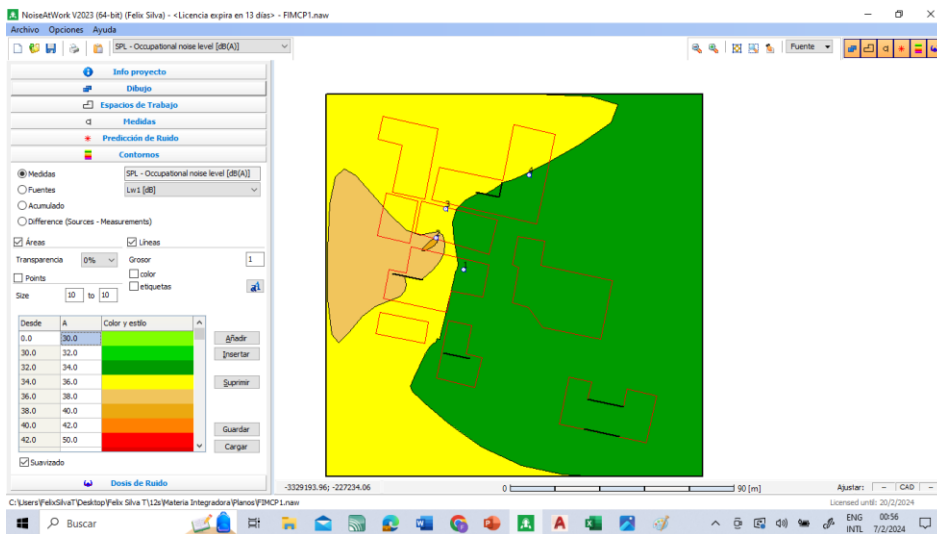 NoiseAtWork V2023 (64-bit) (Felix Silva) - <Licencia expira en 13 días> - FIMCP1.naw
Archivo Opciones Ayuda
SPL - Occupational noise level [dB(A)]
Fuente
Info proyecto
Dibujo
Espacios de Trabajo
Medidas
Predicción de Ruido
Contornos
Medidas SPL - Occupational noise level [dB(A)]
Fuentes Lw1 [dB]
Acumulado
Difference (Sources - Measurements)
Áreas Líneas
Transparencia 0% Grosor 1
Points color
etiquetas
Size 10 to 10
Desde A Color y estilo
0.0 30.0 Añadir
30.0 32.0 Insertar
32.0 34.0
34.0 36.0 Suprimir
36.0 38.0
38.0 40.0
40.0 42.0 Guardar
42.0 50.0 Cargar
Suavizado
Dosis de Ruido
3
1
-3329193.96; -227234.06
0 90 [m]
Ajustar: - CAD -
C:\Users\FelixSilvaT\Desktop\Felix Silva T\12s\Materia Integradora\Planos\FIMCP1.naw
Licensed until: 20/2/2024
Buscar
ENG 00:56
INTL 7/2/2024